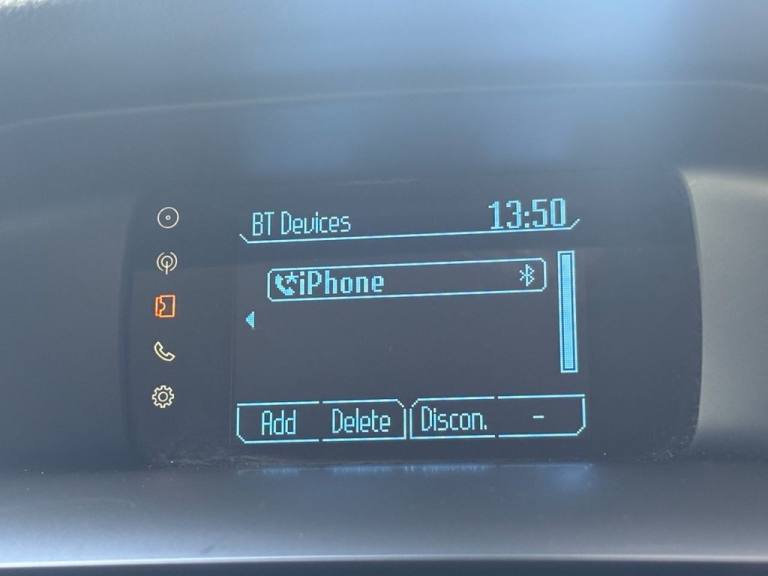 BT Devices 13:50
iPhone
Add Delete Discon. -